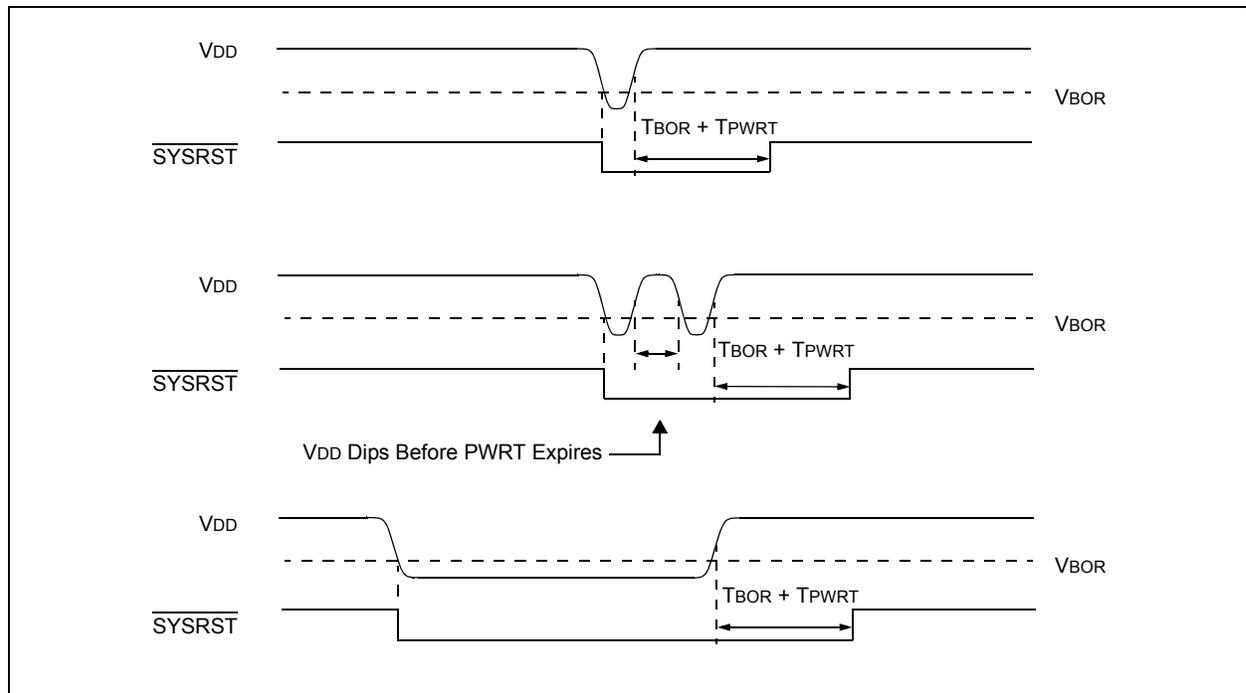 VDD
VBOR
TBOR + TPWRT
SYSRST
VDD
VBOR
TBOR + TPWRT
SYSRST
VDD Dips Before PWRT Expires
VDD
VBOR
TBOR + TPWRT
SYSRST